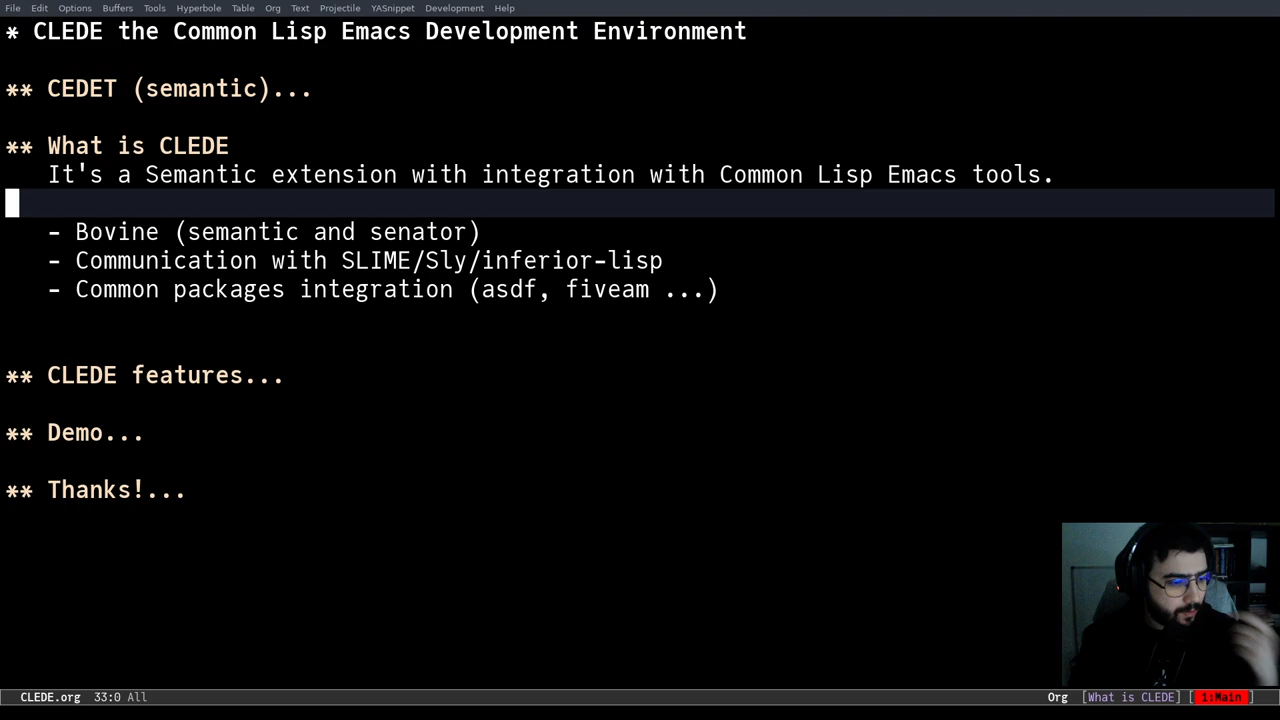 File Edit Options Buffers Tools Hyperbole Table Org Text Projectile YASnippet Development Help
* CLEDE the Common Lisp Emacs Development Environment
** CEDET (semantic)...
** What is CLEDE
It's a Semantic extension with integration with Common Lisp Emacs tools.
- Bovine (semantic and senator)
- Communication with SLIME/Sly/inferior-lisp
- Common packages integration (asdf, fiveam ...)
** CLEDE features...
** Demo...
** Thanks!...
CLEDE.org 33:0 All Org [What is CLEDE] [ 1:Main ]